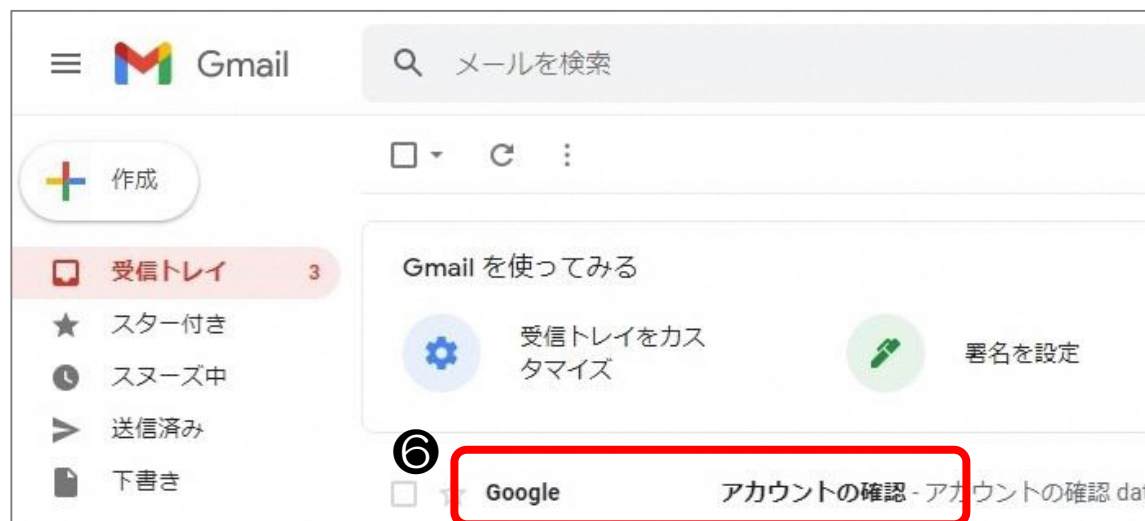 Gmail
メールを検索
作成
受信トレイ 3
スター付き
スヌーズ中
送信済み
下書き
Gmail を使ってみる
受信トレイをカス
タマイズ
署名を設定
❻
Google アカウントの確認 - アカウントの確認 dat